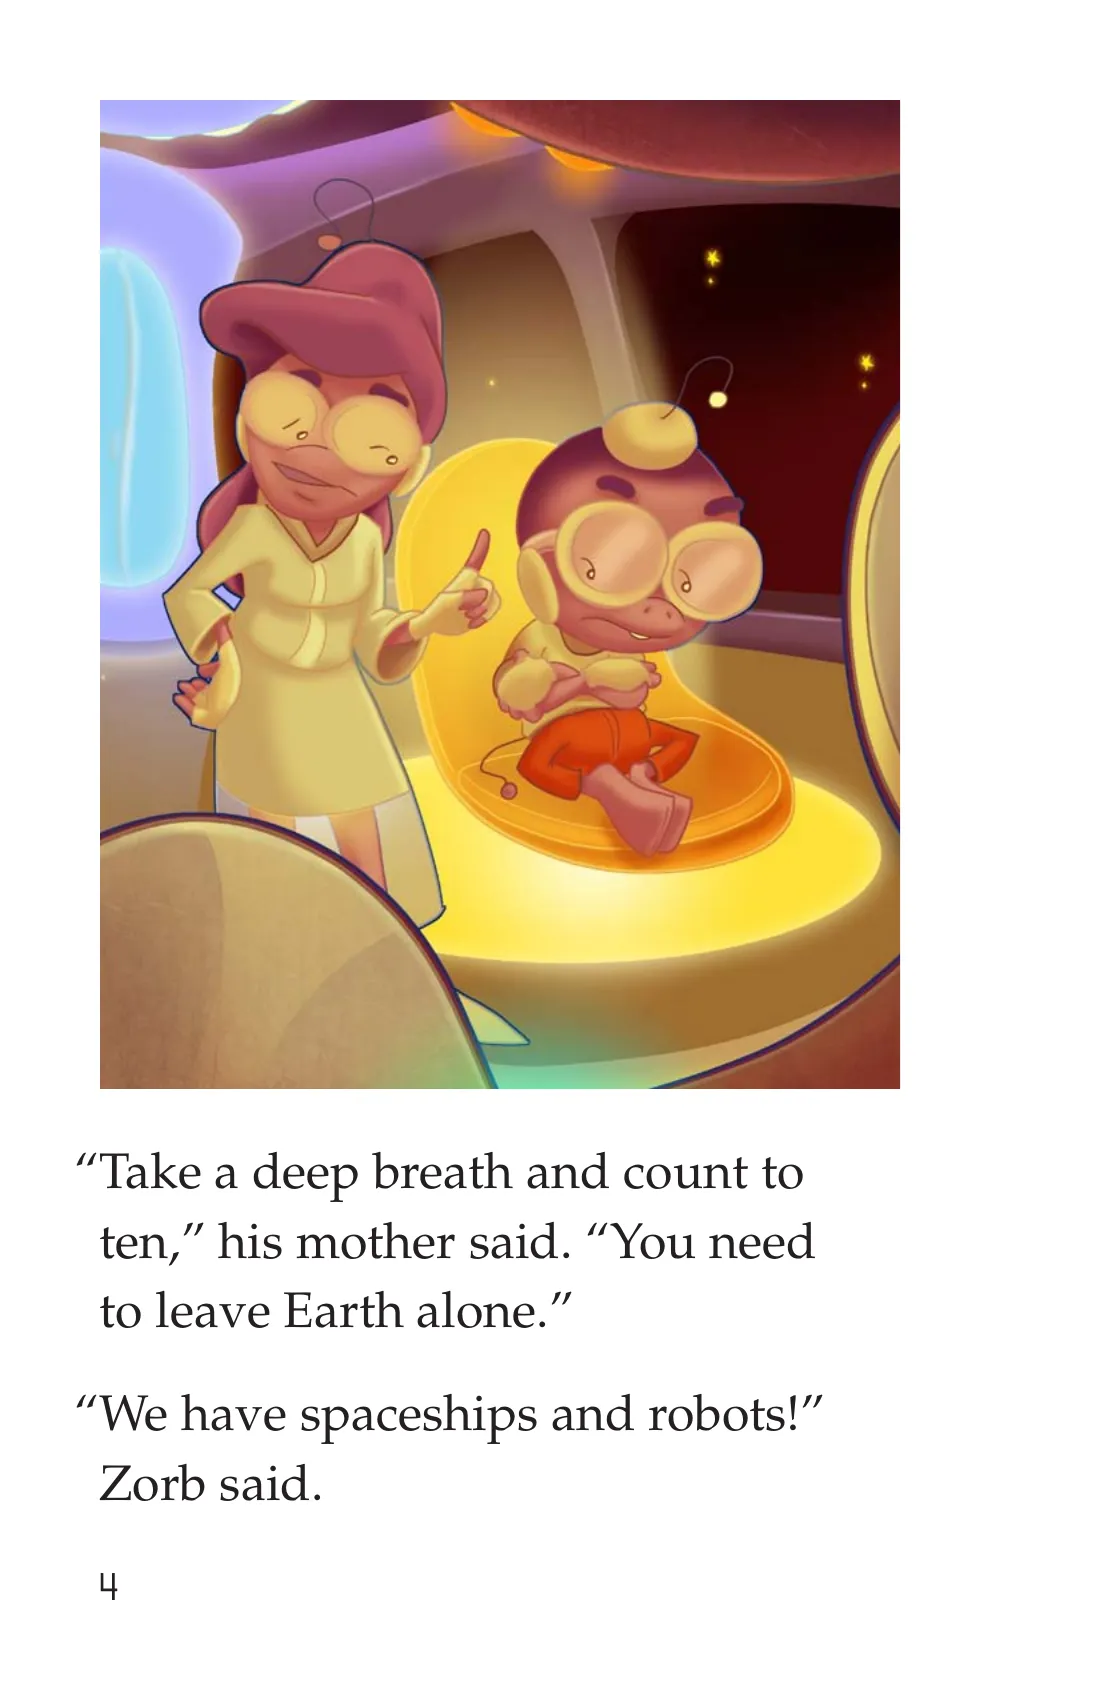 “Take a deep breath and count to
ten,” his mother said. “You need
to leave Earth alone.”
“We have spaceships and robots!”
Zorb said.
4